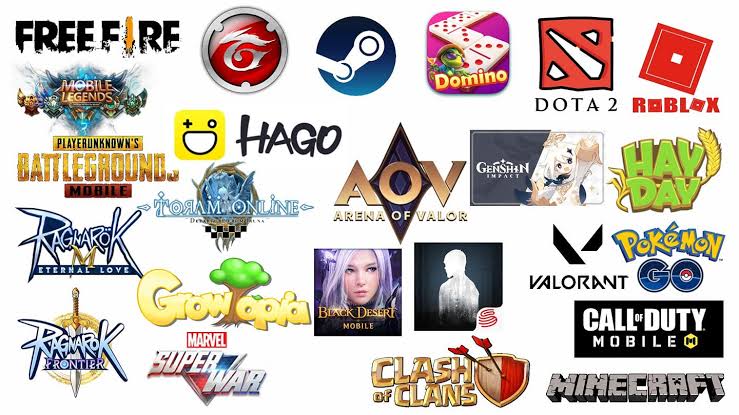 FREE FIRE
Domino
DOTA 2
ROBLOX
MOBILE
LEGENDS
HAGO
PLAYERUNKNOWN'S
BATTLEGROUNDS
MOBILE
AOV
ARENA OF VALOR
GENSHIN
IMPACT
HAY
DAY
TORAM ONLINE
RAGNARÖK
M
ETERNAL LOVE
VALORANT
POKÉMON
GO
GrowTopia
BLACK DESERT
MOBILE
CALL OF DUTY
MOBILE
RAGNARÖK
FRONTIER
MARVEL
SUPER
WAR
CLASH
OF CLANS
MINECRAFT